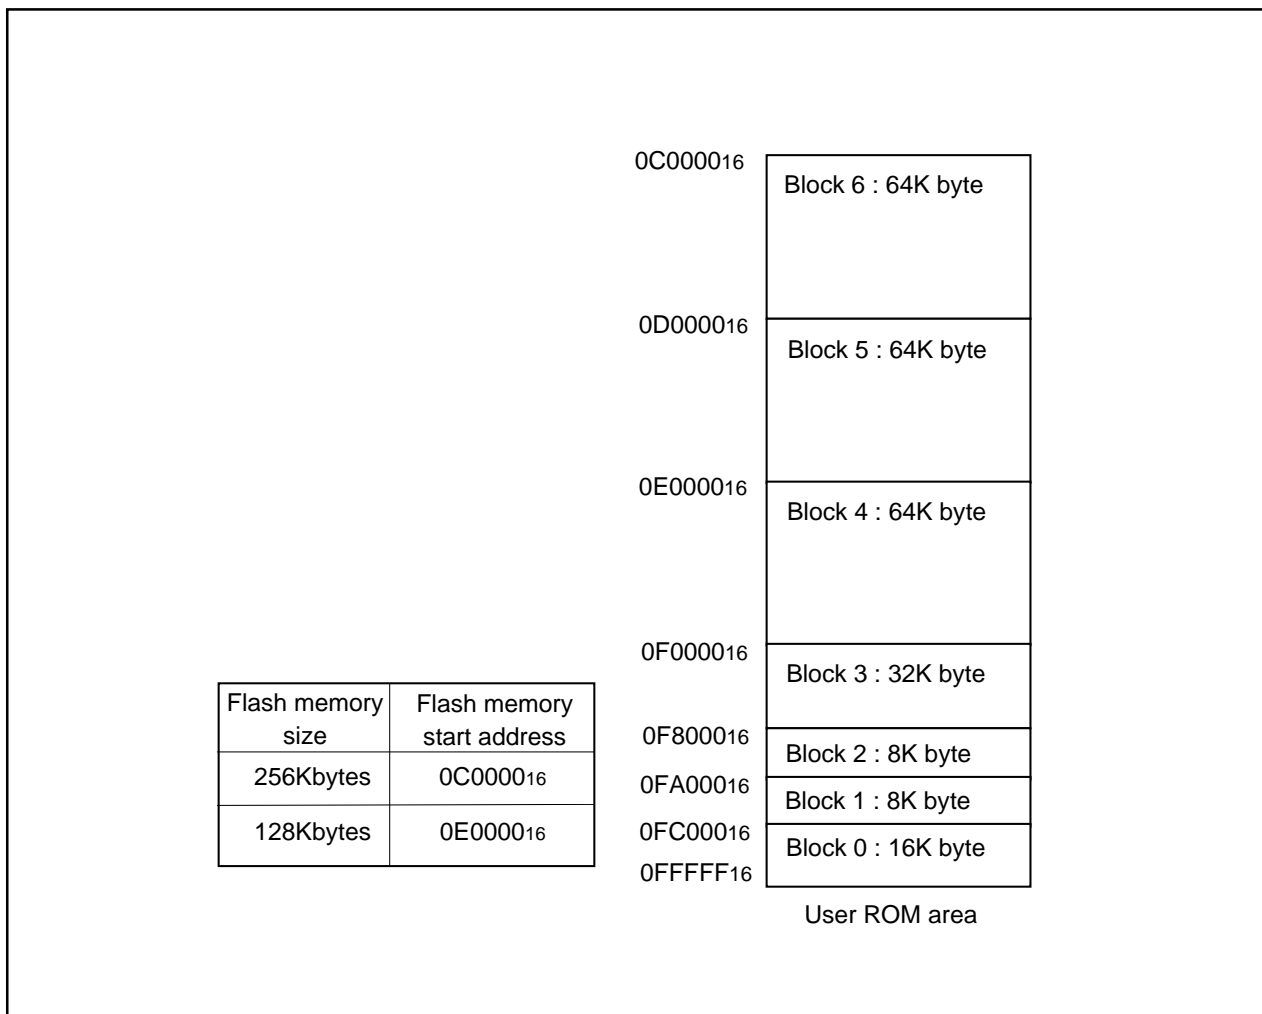 0C000016
Block 6 : 64K byte
0D000016
Block 5 : 64K byte
0E000016
Block 4 : 64K byte
0F000016
Block 3 : 32K byte
0F800016
Block 2 : 8K byte
0FA00016
Block 1 : 8K byte
0FC00016
Block 0 : 16K byte
0FFFFF16
User ROM area
Flash memory size
Flash memory start address
256Kbytes
0C000016
128Kbytes
0E000016